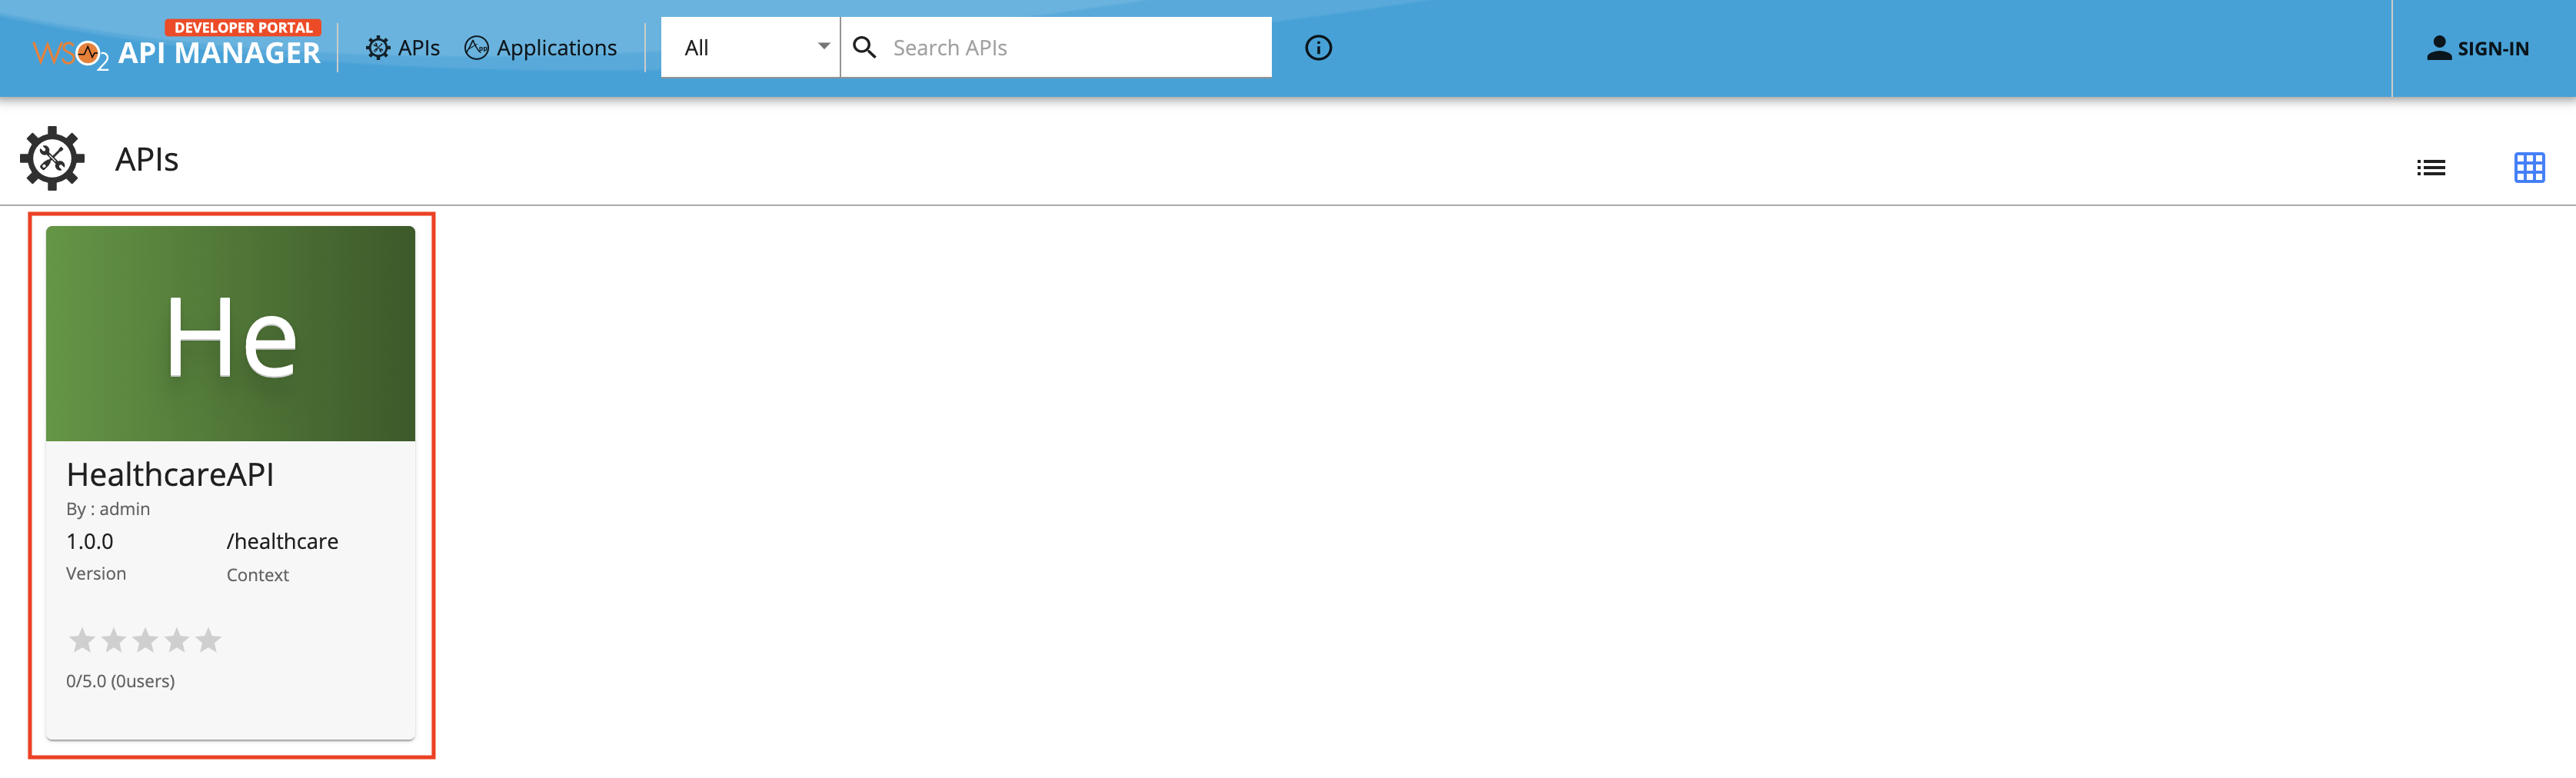 DEVELOPER PORTAL
WSO2 API MANAGER
APIs
Applications
All
Search APIs
SIGN-IN
APIs
He
HealthcareAPI
By : admin
1.0.0 /healthcare
Version Context
0/5.0 (0users)